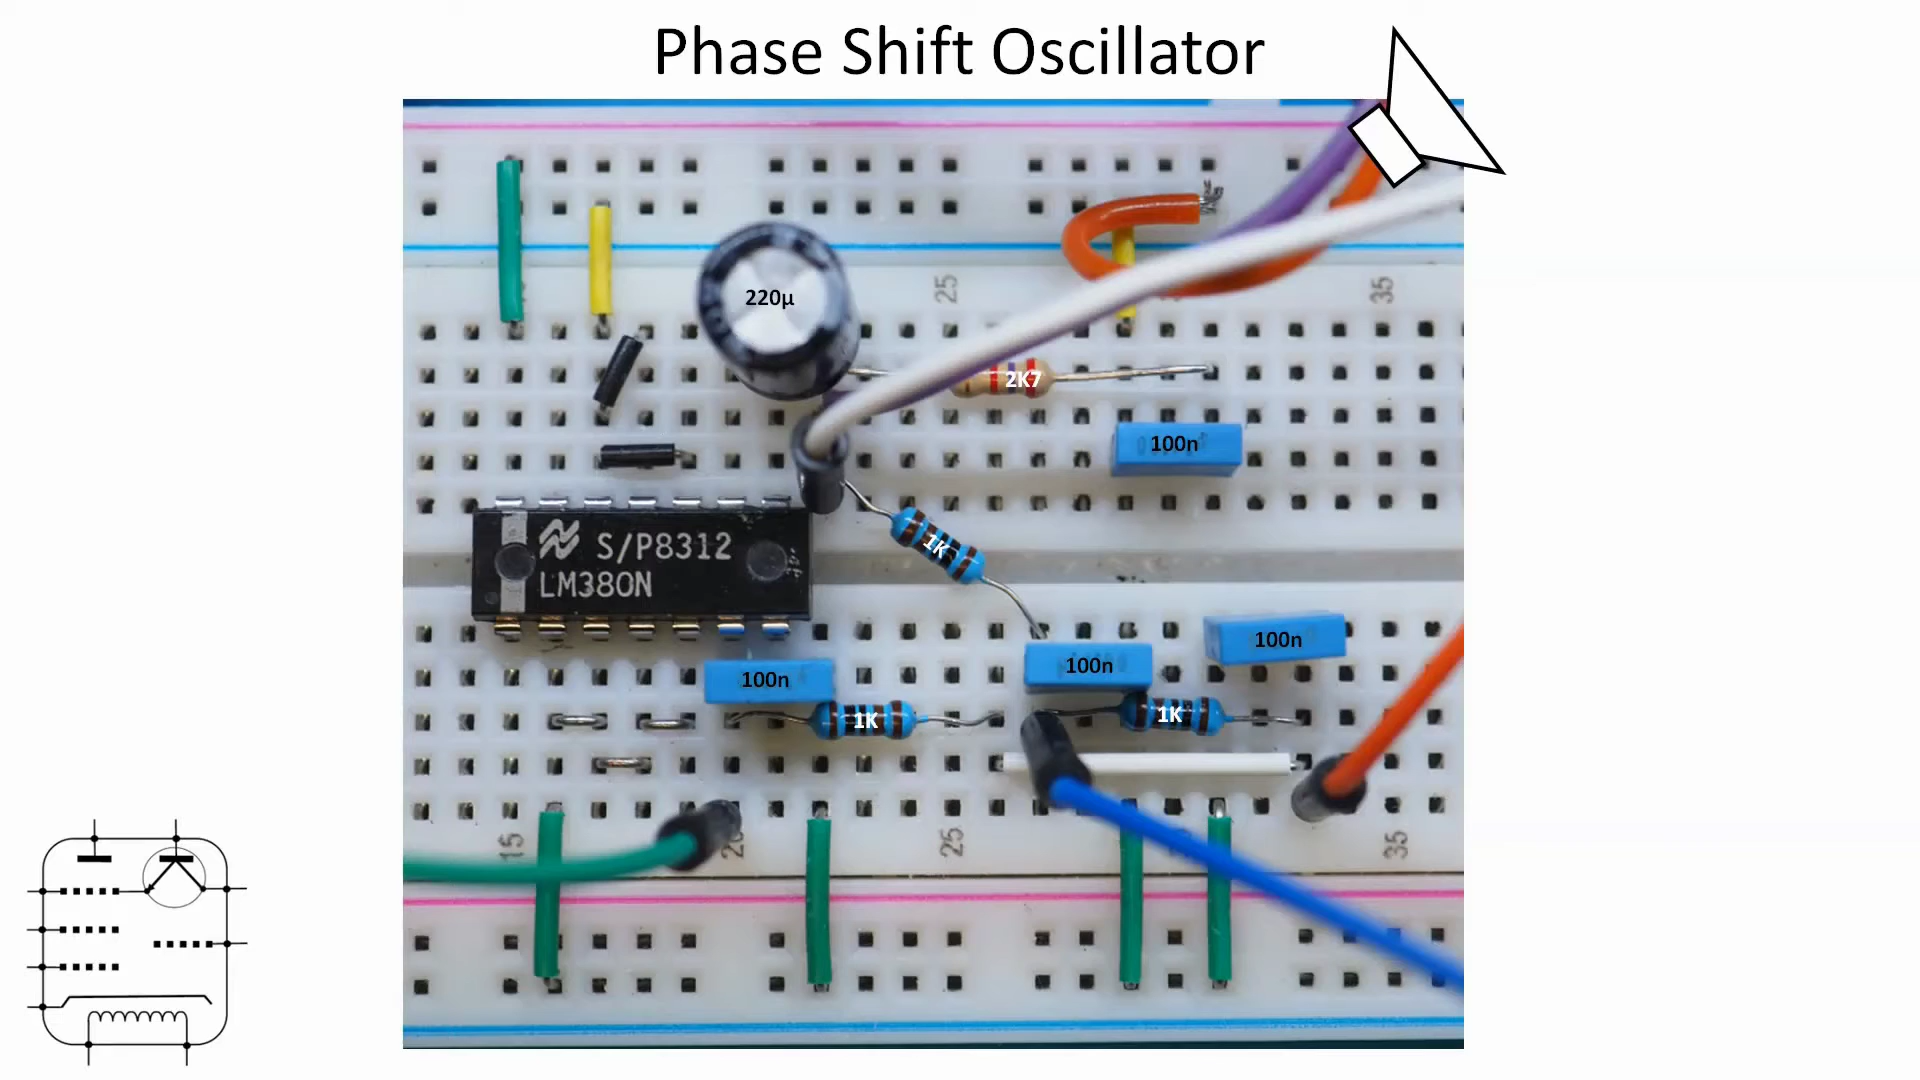 Phase Shift Oscillator
220µ
25
35
2K7
100n
S/P8312
LM380N
1K
100n
100n
100n
1K
1K
15
20
25
35